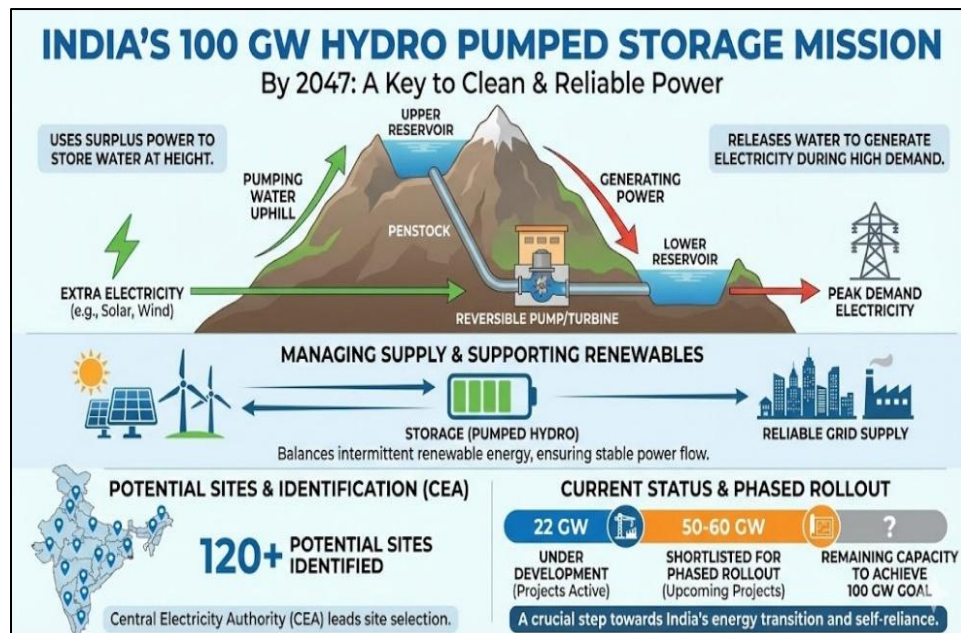 INDIA'S 100 GW HYDRO PUMPED STORAGE MISSION
By 2047: A Key to Clean & Reliable Power
USES SURPLUS POWER TO
STORE WATER AT HEIGHT.
UPPER
RESERVOIR
RELEASES WATER TO GENERATE
ELECTRICITY DURING HIGH DEMAND.
PUMPING
WATER
UPHILL
GENERATING
POWER
PENSTOCK
LOWER
RESERVOIR
EXTRA ELECTRICITY
(e.g., Solar, Wind)
REVERSIBLE PUMP/TURBINE
PEAK DEMAND
ELECTRICITY
MANAGING SUPPLY & SUPPORTING RENEWABLES
STORAGE (PUMPED HYDRO)
RELIABLE GRID SUPPLY
Balances intermittent renewable energy, ensuring stable power flow.
POTENTIAL SITES & IDENTIFICATION (CEA)
120+ POTENTIAL SITES
IDENTIFIED
Central Electricity Authority (CEA) leads site selection.
CURRENT STATUS & PHASED ROLLOUT
22 GW
50-60 GW
?
UNDER
DEVELOPMENT
(Projects Active)
SHORTLISTED FOR
PHASED ROLLOUT
(Upcoming Projects)
REMAINING CAPACITY
TO ACHIEVE
100 GW GOAL
A crucial step towards India's energy transition and self-reliance.